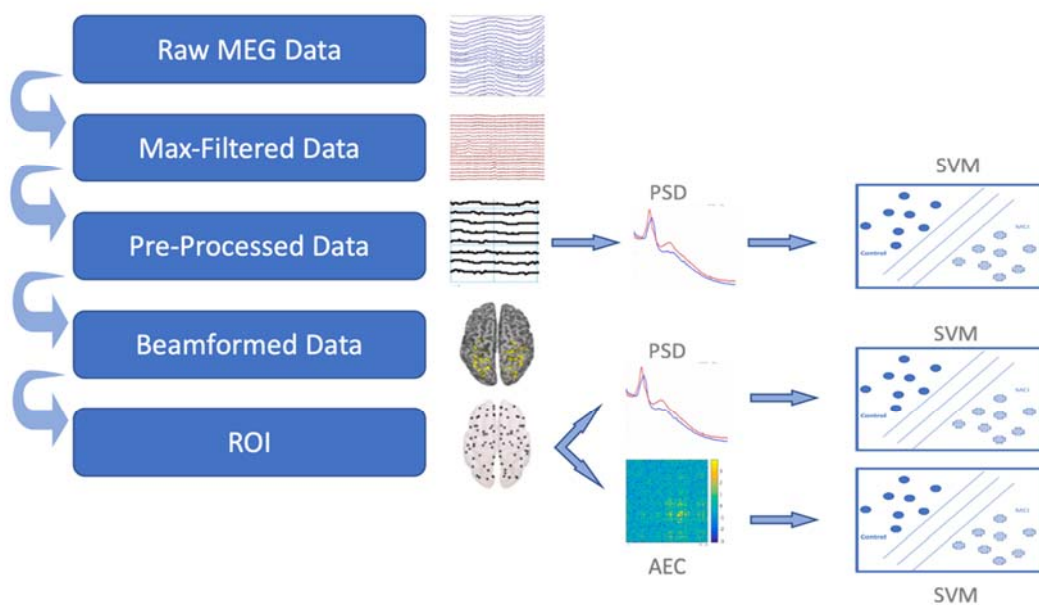 Raw MEG Data
Max-Filtered Data
Pre-Processed Data
Beamformed Data
ROI
PSD
SVM
Control
MCI
PSD
SVM
Control
MCI
AEC
Control
MCI
SVM